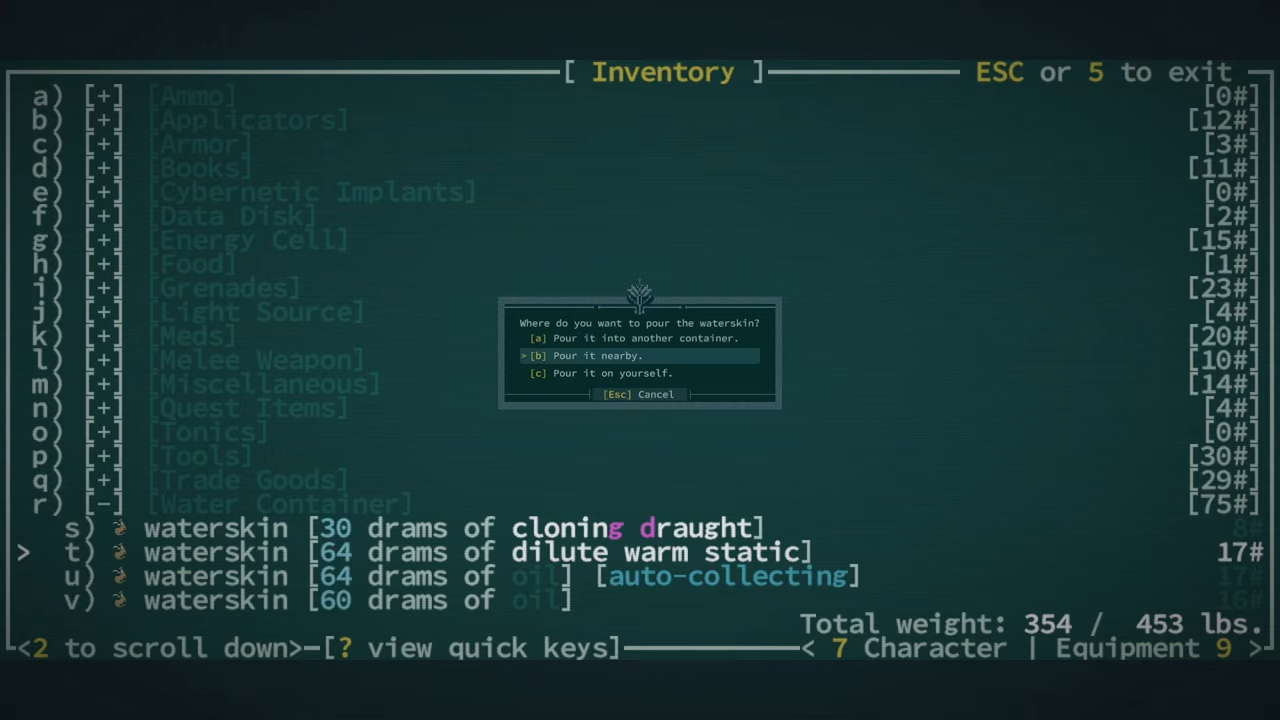 [ Inventory ] ESC or 5 to exit
a) [+] [Ammo] [0#]
b) [+] [Applicators] [12#]
c) [+] [Armor] [3#]
d) [+] [Books] [11#]
e) [+] [Cybernetic Implants] [0#]
f) [+] [Data Disk] [2#]
g) [+] [Energy Cell] [15#]
h) [+] [Food] [1#]
i) [+] [Grenades] [23#]
j) [+] [Light Source] [4#]
k) [+] [Meds] [20#]
l) [+] [Melee Weapon] [10#]
m) [+] [Miscellaneous] [14#]
n) [+] [Quest Items] [4#]
o) [+] [Tonics] [0#]
p) [+] [Tools] [30#]
q) [+] [Trade Goods] [29#]
r) [-] [Water Container] [75#]
s) waterskin [30 drams of cloning draught] 8#
> t) waterskin [64 drams of dilute warm static] 17#
u) waterskin [64 drams of oil] [auto-collecting] 17#
v) waterskin [60 drams of oil] 16#
Total weight: 354 / 453 lbs.
<2 to scroll down> [? view quick keys] < 7 Character | Equipment 9 >
Where do you want to pour the waterskin?
[a] Pour it into another container.
> [b] Pour it nearby.
[c] Pour it on yourself.
[Esc] Cancel